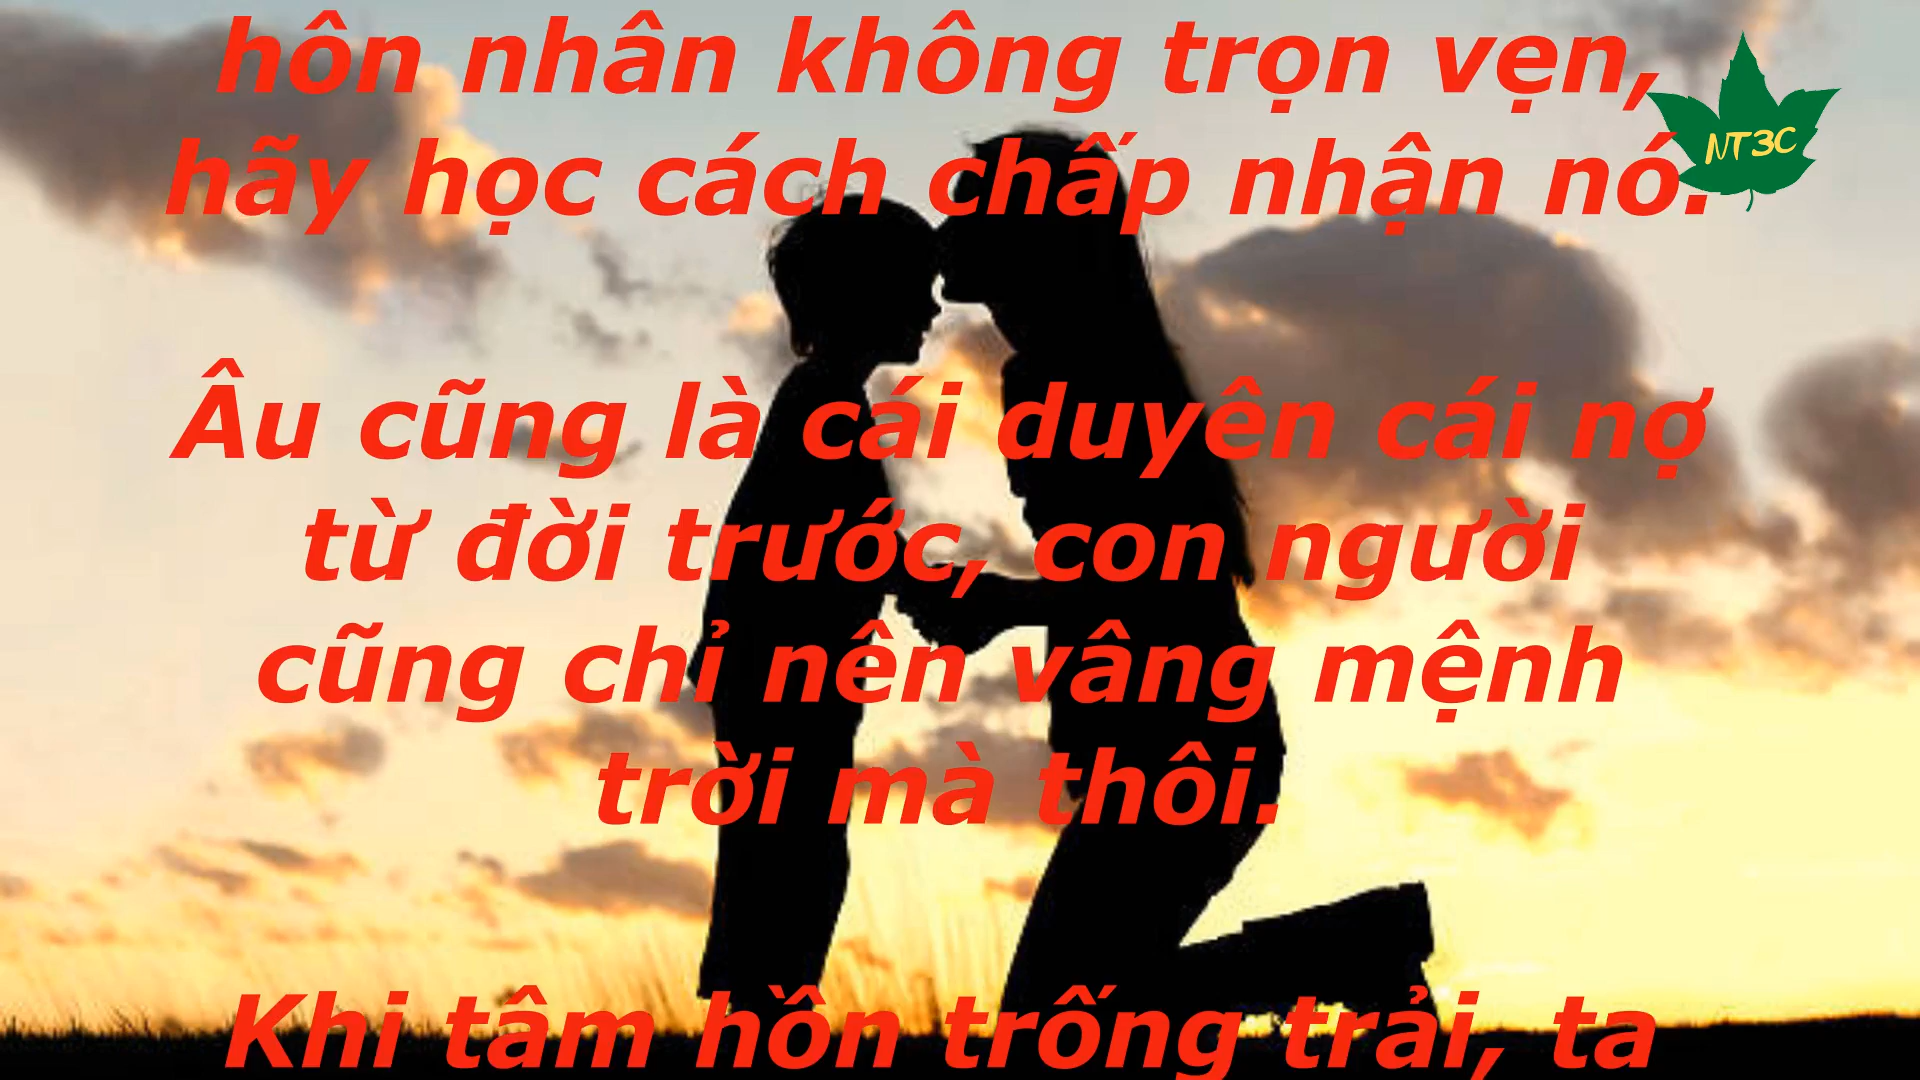 hôn nhân không trọn vẹn,
hãy học cách chấp nhận nó.
NT3C
Âu cũng là cái duyên cái nợ
từ đời trước, con người
cũng chỉ nên vâng mệnh
trời mà thôi.
Khi tâm hồn trống trải, ta